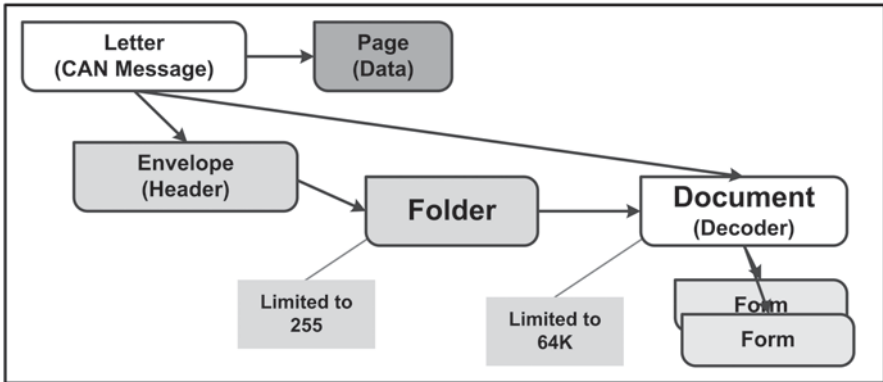 Letter
(CAN Message)
Page
(Data)
Envelope
(Header)
Folder
Document
(Decoder)
Limited to
255
Limited to
64K
Form
Form